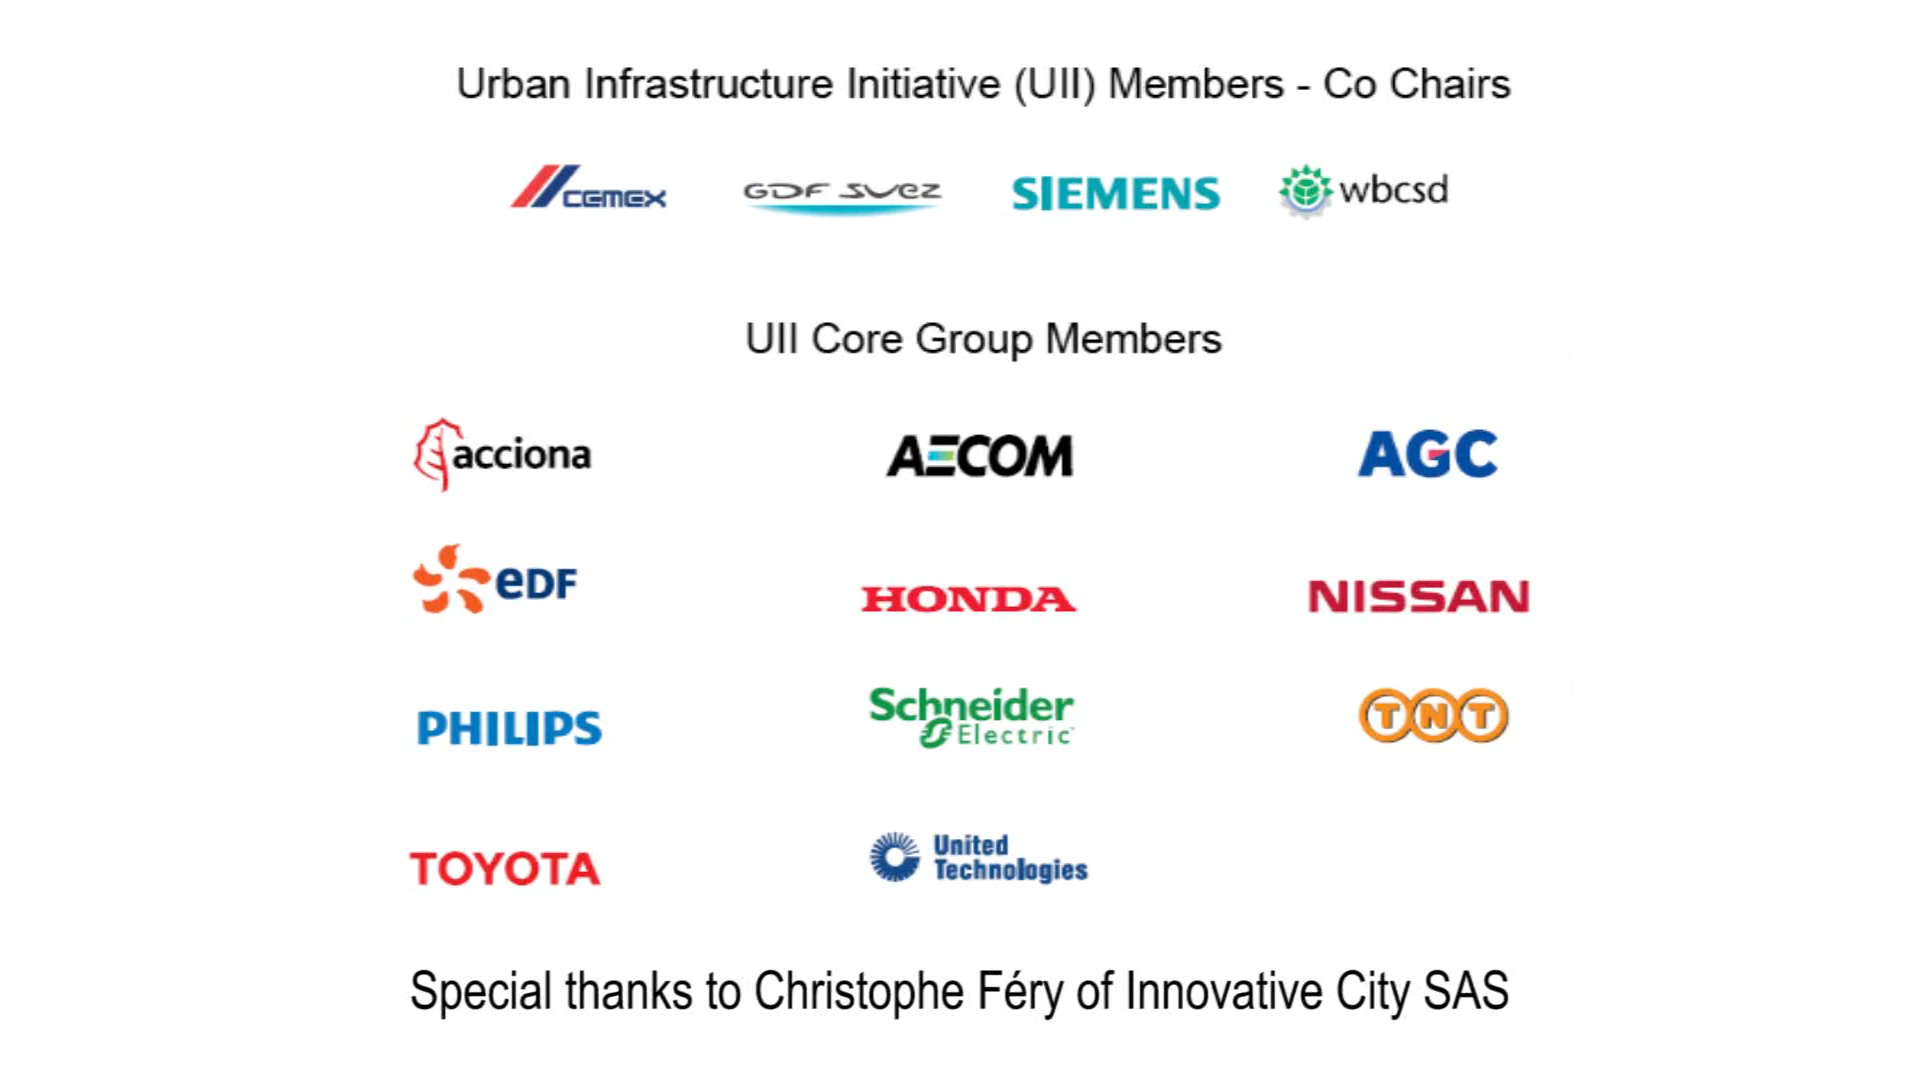 Urban Infrastructure Initiative (UII) Members - Co Chairs
CEMEX GDF SUEZ SIEMENS wbcsd
UII Core Group Members
acciona AECOM AGC
eDF HONDA NISSAN
PHILIPS Schneider Electric TNT
TOYOTA United Technologies
Special thanks to Christophe Féry of Innovative City SAS